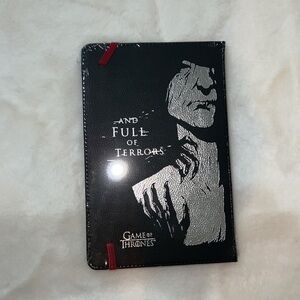 AND
FULL
OF
TERRORS
GAME OF
THRONES